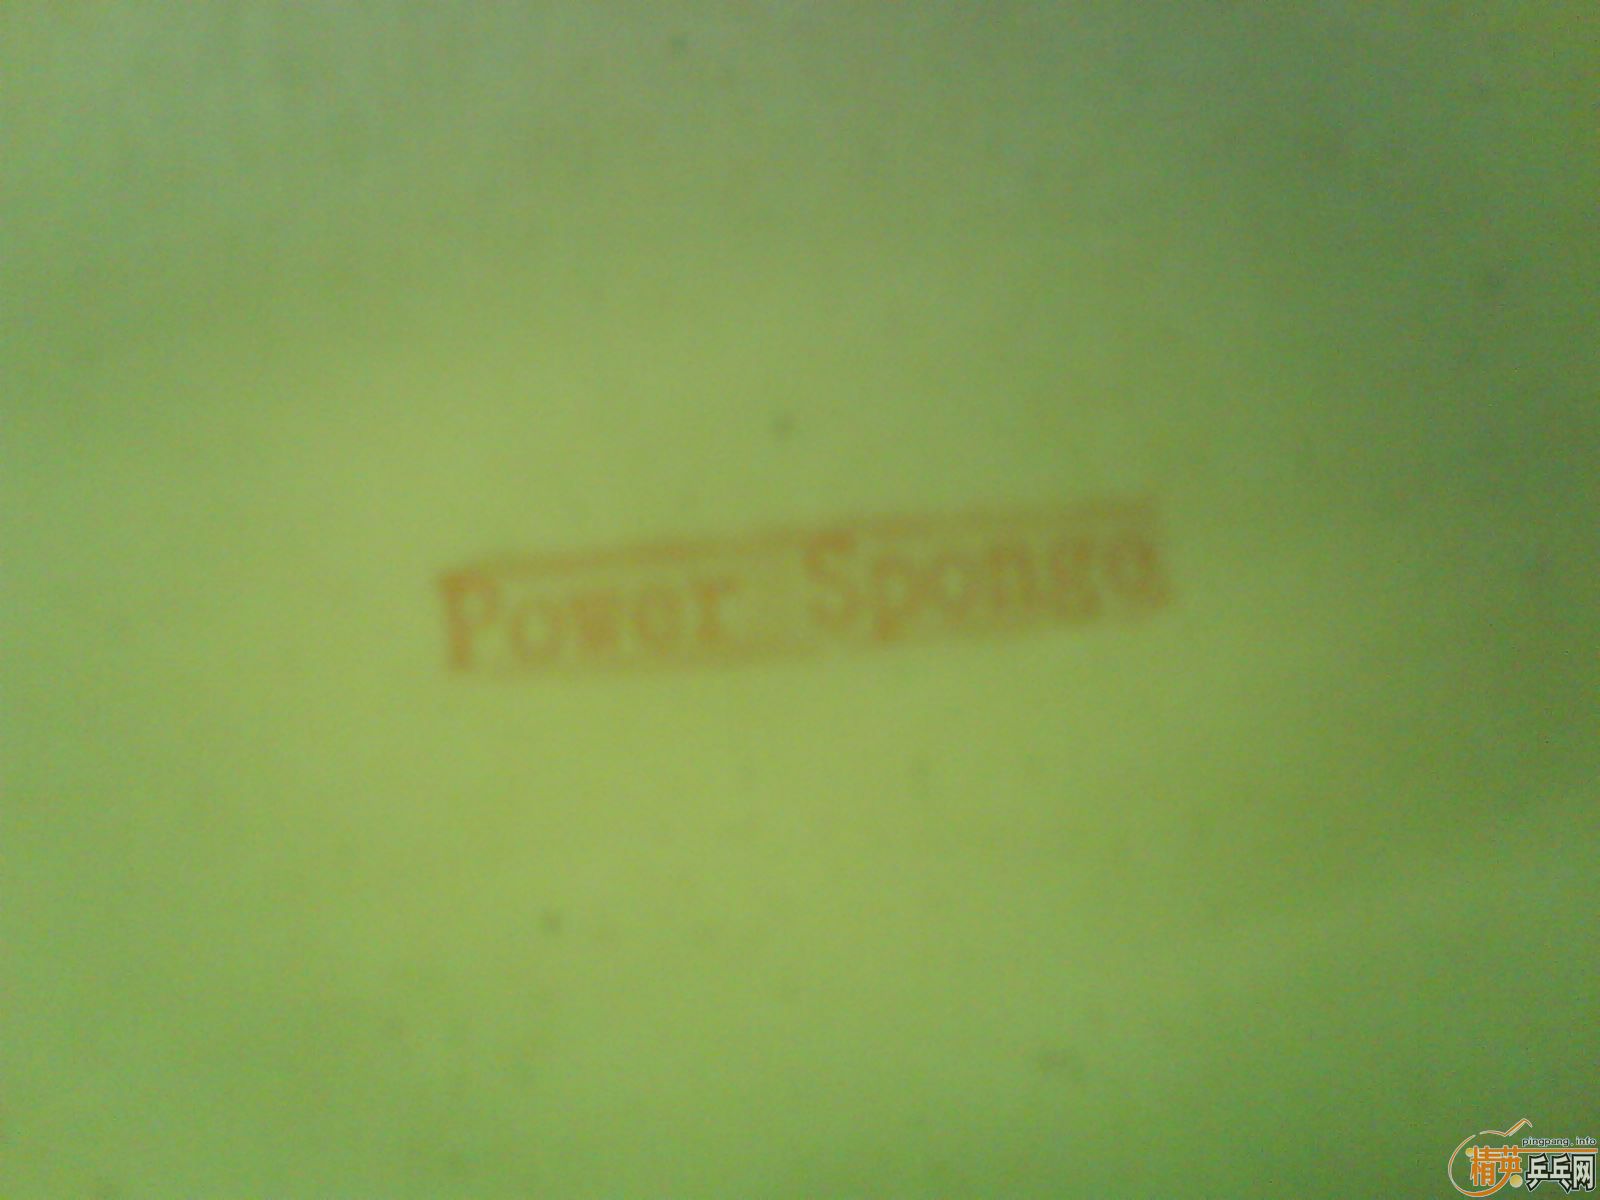 Power Sponge
pingpang.info
精英乒乓网